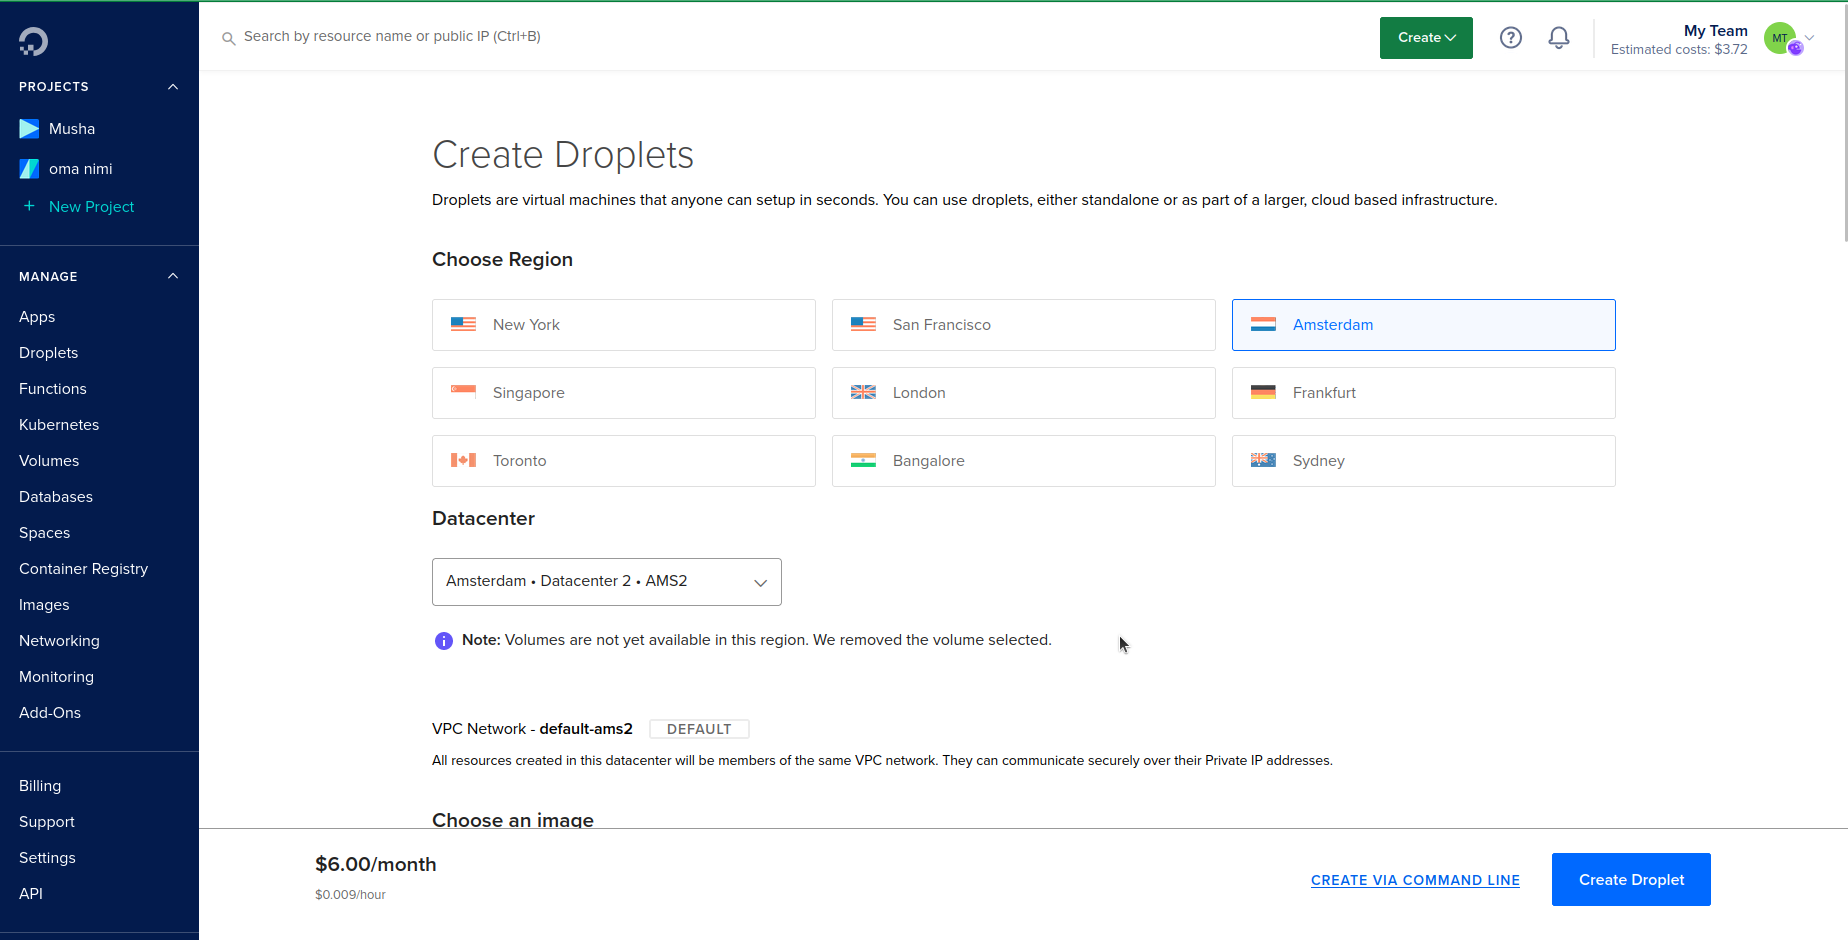 Search by resource name or public IP (Ctrl+B)
Create
My Team
Estimated costs: $3.72
MT
PROJECTS
Musha
oma nimi
+ New Project
MANAGE
Apps
Droplets
Functions
Kubernetes
Volumes
Databases
Spaces
Container Registry
Images
Networking
Monitoring
Add-Ons
Billing
Support
Settings
API
Create Droplets
Droplets are virtual machines that anyone can setup in seconds. You can use droplets, either standalone or as part of a larger, cloud based infrastructure.
Choose Region
New York
San Francisco
Amsterdam
Singapore
London
Frankfurt
Toronto
Bangalore
Sydney
Datacenter
Amsterdam • Datacenter 2 • AMS2
Note: Volumes are not yet available in this region. We removed the volume selected.
VPC Network - default-ams2 DEFAULT
All resources created in this datacenter will be members of the same VPC network. They can communicate securely over their Private IP addresses.
Choose an image
$6.00/month
$0.009/hour
CREATE VIA COMMAND LINE
Create Droplet